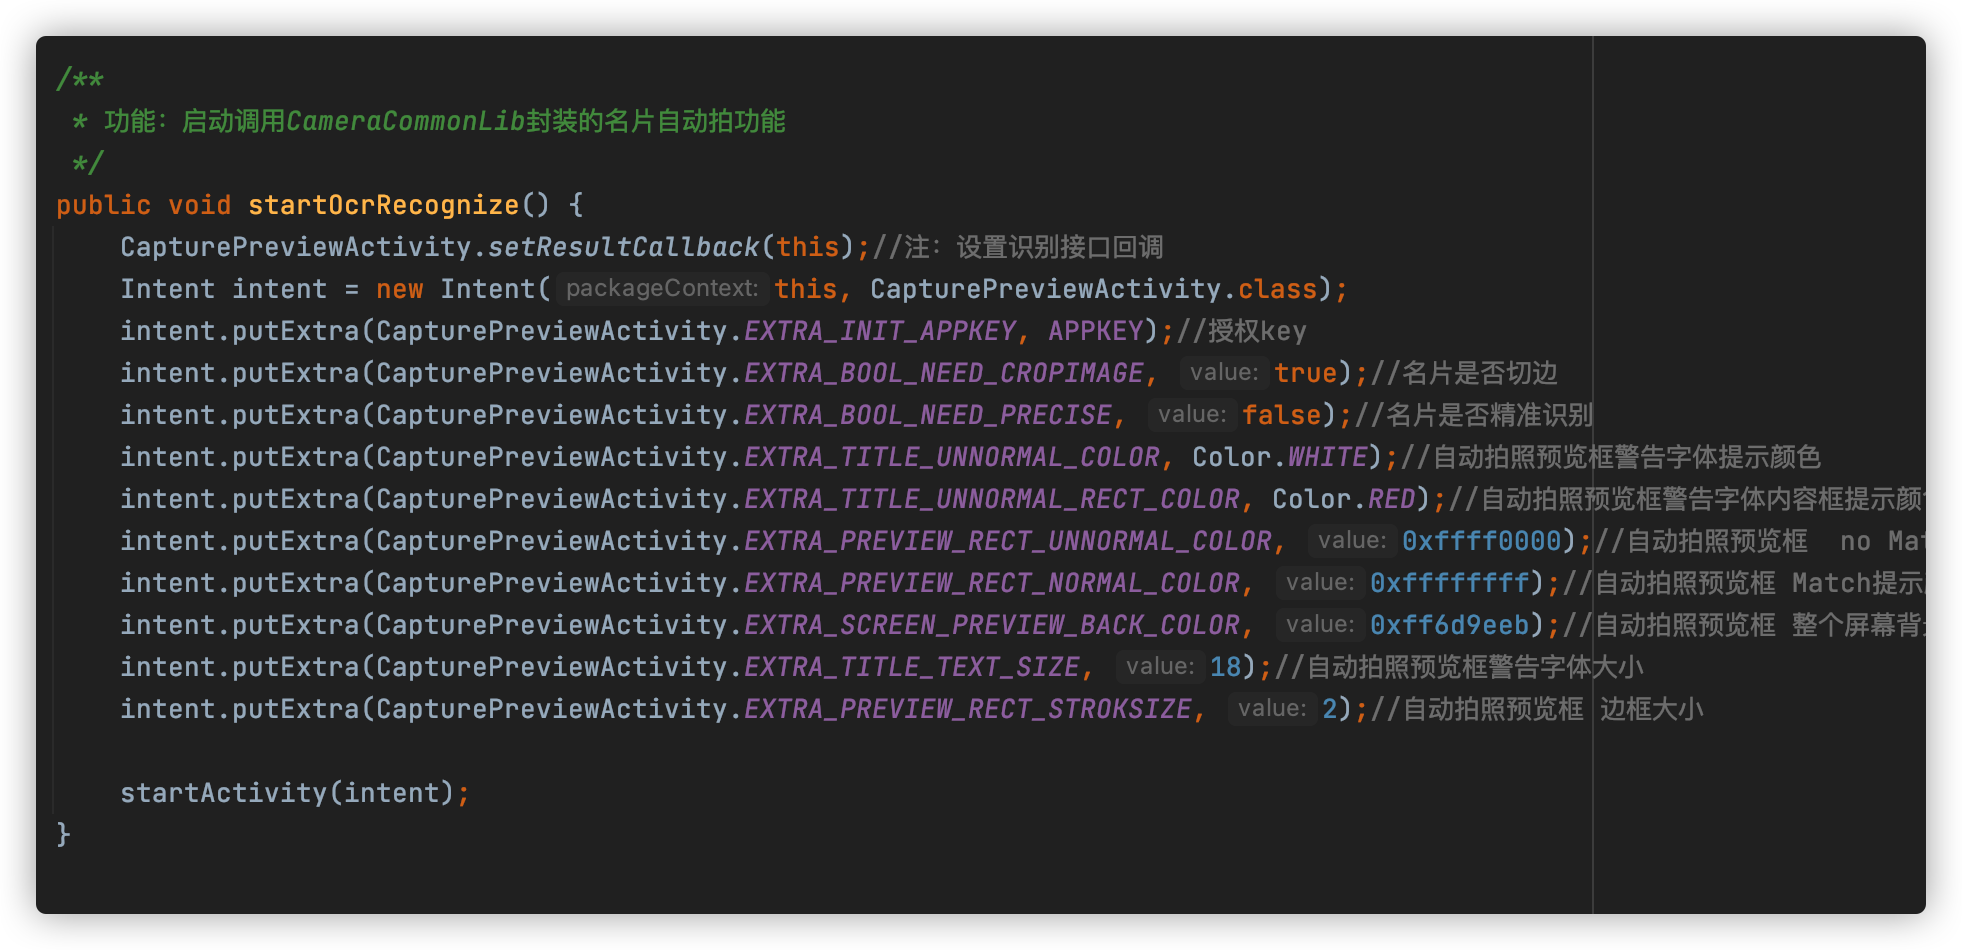 /**
 * 功能：启动调用CameraCommonLib封装的名片自动拍功能
 */
public void startOcrRecognize() {
    CapturePreviewActivity.setResultCallback(this);//注：设置识别接口回调
    Intent intent = new Intent( packageContext: this, CapturePreviewActivity.class);
    intent.putExtra(CapturePreviewActivity.EXTRA_INIT_APPKEY, APPKEY);//授权key
    intent.putExtra(CapturePreviewActivity.EXTRA_BOOL_NEED_CROPIMAGE, value: true);//名片是否切边
    intent.putExtra(CapturePreviewActivity.EXTRA_BOOL_NEED_PRECISE, value: false);//名片是否精准识别
    intent.putExtra(CapturePreviewActivity.EXTRA_TITLE_UNNORMAL_COLOR, Color.WHITE);//自动拍照预览框警告字体提示颜色
    intent.putExtra(CapturePreviewActivity.EXTRA_TITLE_UNNORMAL_RECT_COLOR, Color.RED);//自动拍照预览框警告字体内容框提示颜
    intent.putExtra(CapturePreviewActivity.EXTRA_PREVIEW_RECT_UNNORMAL_COLOR, value: 0xffff0000);//自动拍照预览框  no Mat
    intent.putExtra(CapturePreviewActivity.EXTRA_PREVIEW_RECT_NORMAL_COLOR, value: 0xffffffff);//自动拍照预览框 Match提示
    intent.putExtra(CapturePreviewActivity.EXTRA_SCREEN_PREVIEW_BACK_COLOR, value: 0xff6d9eeb);//自动拍照预览框 整个屏幕背
    intent.putExtra(CapturePreviewActivity.EXTRA_TITLE_TEXT_SIZE, value: 18);//自动拍照预览框警告字体大小
    intent.putExtra(CapturePreviewActivity.EXTRA_PREVIEW_RECT_STROKSIZE, value: 2);//自动拍照预览框 边框大小
    startActivity(intent);
}